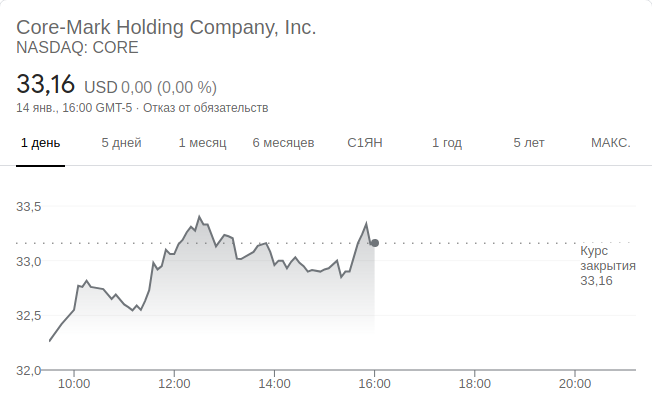 Core-Mark Holding Company, Inc.
NASDAQ: CORE
33,16 USD 0,00 (0,00 %)
14 янв., 16:00 GMT-5 · Отказ от обязательств
1 день 5 дней 1 месяц 6 месяцев С1ЯН 1 год 5 лет МАКС.
33,5
33,0
32,5
32,0
Курс
закрытия
33,16
10:00 12:00 14:00 16:00 18:00 20:00